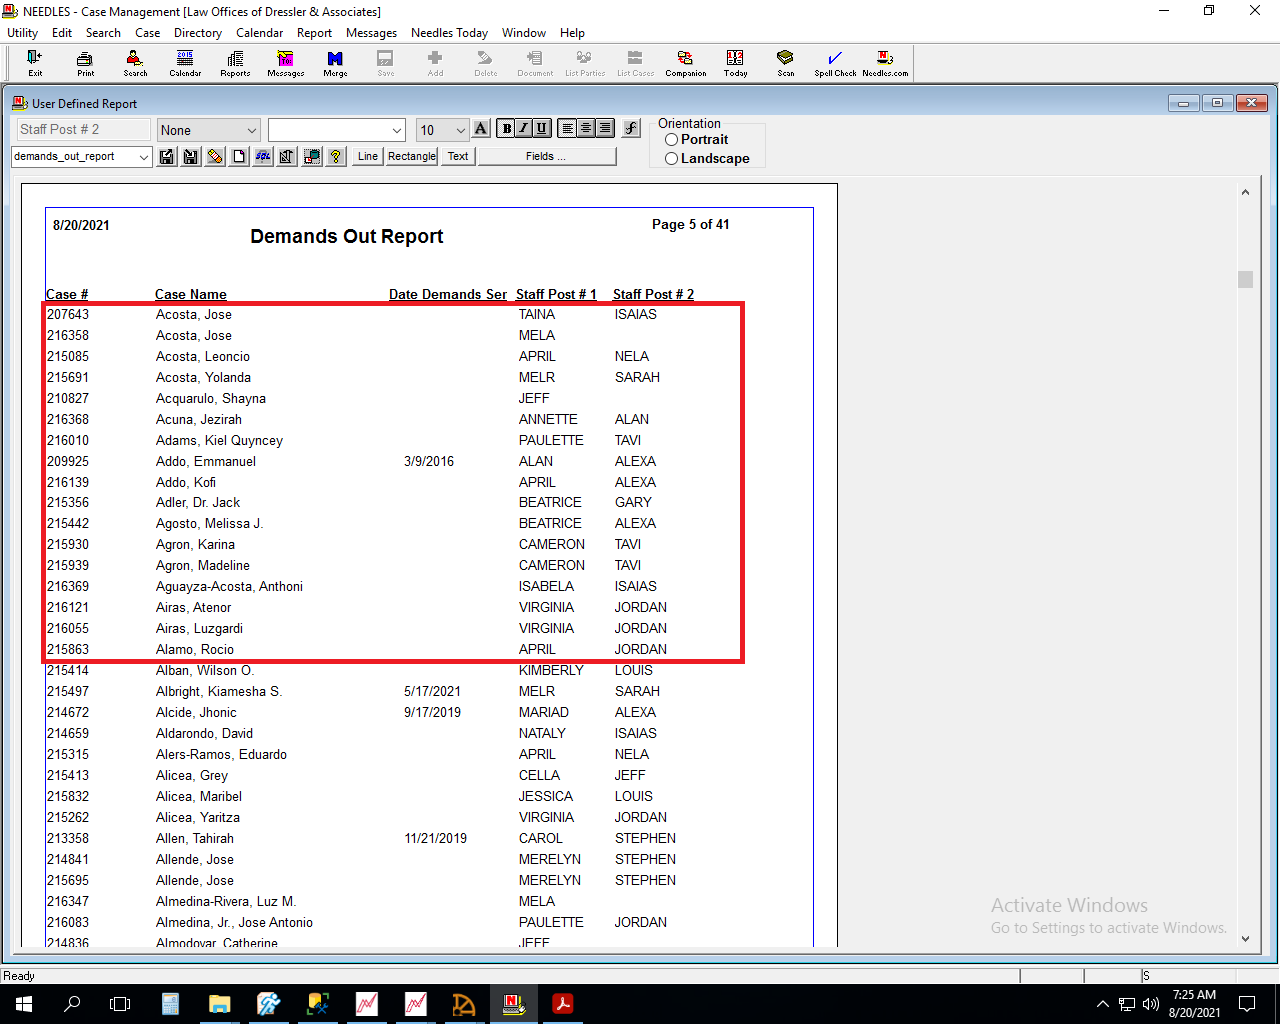 NEEDLES - Case Management [Law Offices of Dressler & Associates]
Utility Edit Search Case Directory Calendar Report Messages Needles Today Window Help
Exit Print Search Calendar Reports Messages Merge Save Add Delete Document List Parties List Cases Companion Today Scan Spell Check Needles.com
User Defined Report
Staff Post # 2 None 10 A B I U f
Orientation
Portrait
Landscape
demands_out_report SQL ? Line Rectangle Text Fields ...
8/20/2021 Demands Out Report Page 5 of 41
Case # Case Name Date Demands Ser Staff Post # 1 Staff Post # 2
207643 Acosta, Jose TAINA ISAIAS
216358 Acosta, Jose MELA
215085 Acosta, Leoncio APRIL NELA
215691 Acosta, Yolanda MELR SARAH
210827 Acquarulo, Shayna JEFF
216368 Acuna, Jezirah ANNETTE ALAN
216010 Adams, Kiel Quyncey PAULETTE TAVI
209925 Addo, Emmanuel 3/9/2016 ALAN ALEXA
216139 Addo, Kofi APRIL ALEXA
215356 Adler, Dr. Jack BEATRICE GARY
215442 Agosto, Melissa J. BEATRICE ALEXA
215930 Agron, Karina CAMERON TAVI
215939 Agron, Madeline CAMERON TAVI
216369 Aguayza-Acosta, Anthoni ISABELA ISAIAS
216121 Airas, Atenor VIRGINIA JORDAN
216055 Airas, Luzgardi VIRGINIA JORDAN
215863 Alamo, Rocio APRIL JORDAN
215414 Alban, Wilson O. KIMBERLY LOUIS
215497 Albright, Kiamesha S. 5/17/2021 MELR SARAH
214672 Alcide, Jhonic 9/17/2019 MARIAD ALEXA
214659 Aldarondo, David NATALY ISAIAS
215315 Alers-Ramos, Eduardo APRIL NELA
215413 Alicea, Grey CELLA JEFF
215832 Alicea, Maribel JESSICA LOUIS
215262 Alicea, Yaritza VIRGINIA JORDAN
213358 Allen, Tahirah 11/21/2019 CAROL STEPHEN
214841 Allende, Jose MERELYN STEPHEN
215695 Allende, Jose MERELYN STEPHEN
216347 Almedina-Rivera, Luz M. MELA
216083 Almedina, Jr., Jose Antonio PAULETTE JORDAN
214836 Almodovar, Catherine JEFF
Activate Windows
Go to Settings to activate Windows.
Ready S
7:25 AM
8/20/2021